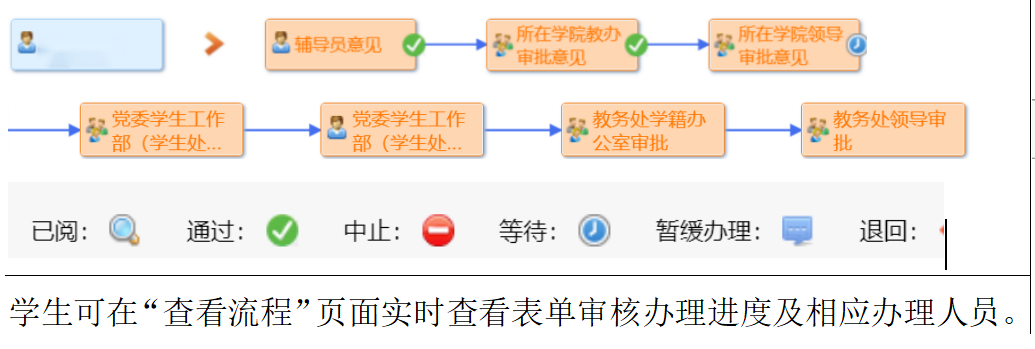 辅导员意见
所在学院教办
审批意见
所在学院领导
审批意见
党委学生工作
部（学生处...
党委学生工作
部（学生处...
教务处学籍办
公室审批
教务处领导审
批
已阅： 通过： 中止： 等待： 暂缓办理： 退回：
学生可在“查看流程”页面实时查看表单审核办理进度及相应办理人员。